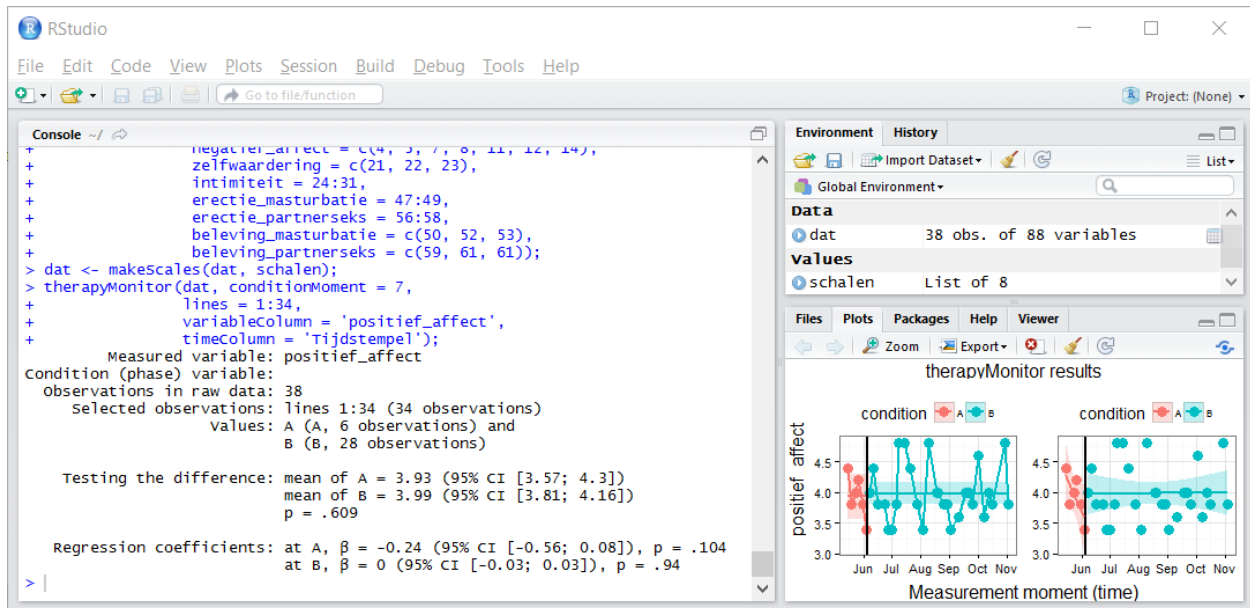 RStudio
File Edit Code View Plots Session Build Debug Tools Help
Go to file/function
Project: (None)
Console ~/
+ negatief_affect = c(4, 5, 7, 8, 11, 12, 14),
+ zelfwaardering = c(21, 22, 23),
+ intimiteit = 24:31,
+ erectie_masturbatie = 47:49,
+ erectie_partnerseks = 56:58,
+ beleving_masturbatie = c(50, 52, 53),
+ beleving_partnerseks = c(59, 61, 61));
> dat <- makeScales(dat, schalen);
> therapyMonitor(dat, conditionMoment = 7,
+ lines = 1:34,
+ variableColumn = 'positief_affect',
+ timeColumn = 'Tijdstempel');
Measured variable: positief_affect
Condition (phase) variable:
Observations in raw data: 38
Selected observations: lines 1:34 (34 observations)
Values: A (A, 6 observations) and
B (B, 28 observations)
Testing the difference: mean of A = 3.93 (95% CI [3.57; 4.3])
mean of B = 3.99 (95% CI [3.81; 4.16])
p = .609
Regression coefficients: at A, β = -0.24 (95% CI [-0.56; 0.08]), p = .104
at B, β = 0 (95% CI [-0.03; 0.03]), p = .94
>
Environment History
Import Dataset
List
Global Environment
Data
dat 38 obs. of 88 variables
Values
schalen List of 8
Files Plots Packages Help Viewer
Zoom Export
therapyMonitor results
condition A B
condition A B
positief affect
4.5
4.0
3.5
3.0
Jun Jul Aug Sep Oct Nov
4.5
4.0
3.5
3.0
Jun Jul Aug Sep Oct Nov
Measurement moment (time)